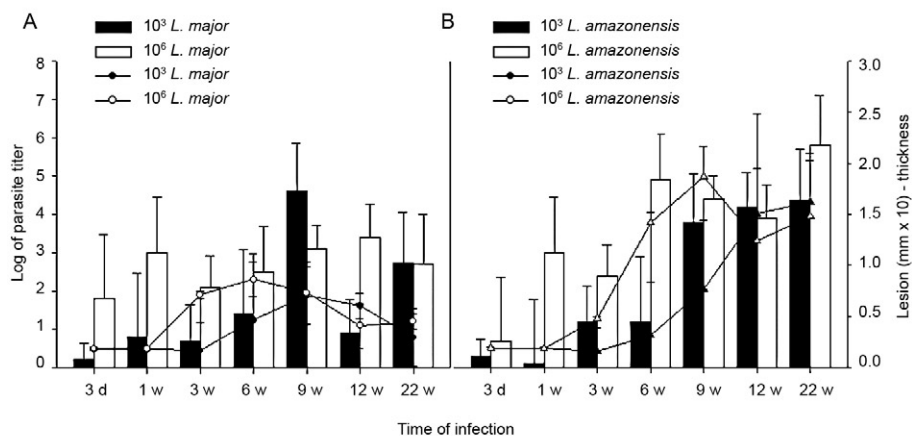 A
10³ L. major
10⁶ L. major
10³ L. major
10⁶ L. major
B
10³ L. amazonensis
10⁶ L. amazonensis
10³ L. amazonensis
10⁶ L. amazonensis
Log of parasite titer
8
7
6
5
4
3
2
1
0
3.0
2.5
2.0
1.5
1.0
0.5
0.0
Lesion (mm x 10) - thickness
3 d 1 w 3 w 6 w 9 w 12 w 22 w
3 d 1 w 3 w 6 w 9 w 12 w 22 w
Time of infection